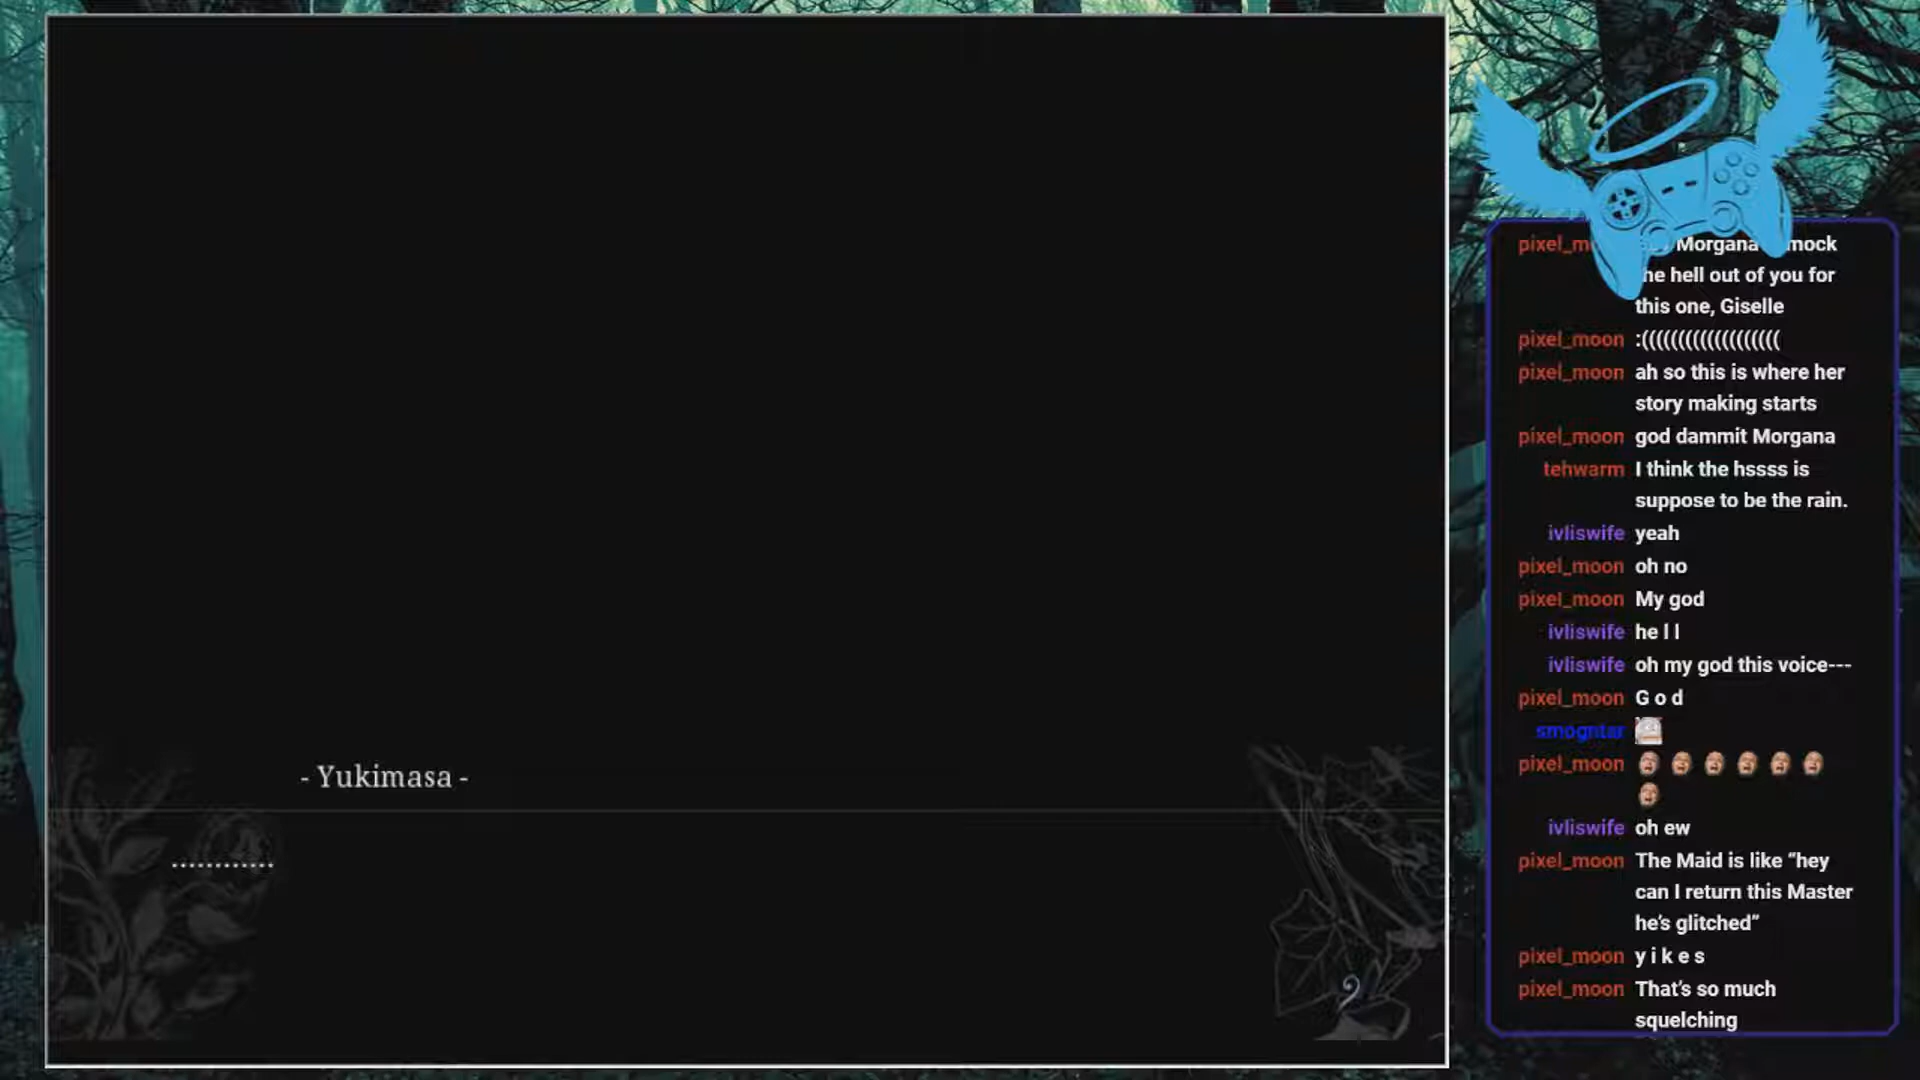 - Yukimasa -
............
pixel_m Morgana mock
he hell out of you for
this one, Giselle
pixel_moon :(((((((((((((((((((
pixel_moon ah so this is where her
story making starts
pixel_moon god dammit Morgana
tehwarm I think the hssss is
suppose to be the rain.
ivliswife yeah
pixel_moon oh no
pixel_moon My god
ivliswife he l l
ivliswife oh my god this voice---
pixel_moon G o d
smogntar
pixel_moon
ivliswife oh ew
pixel_moon The Maid is like “hey
can I return this Master
he’s glitched”
pixel_moon y i k e s
pixel_moon That’s so much
squelching